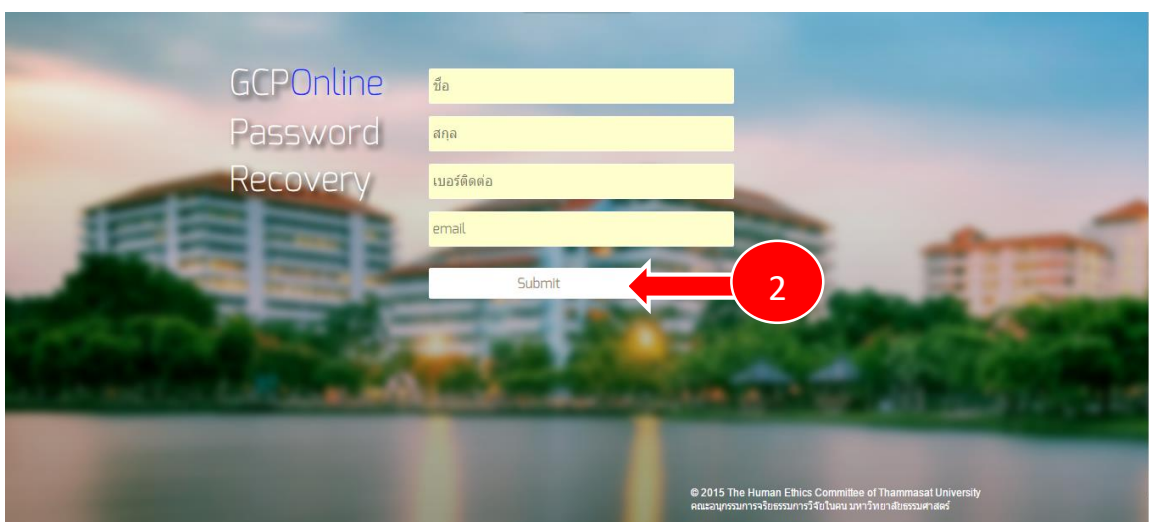 GCPOnline
Password
Recovery
ชื่อ
สกุล
เบอร์ติดต่อ
email
Submit
2
© 2015 The Human Ethics Committee of Thammasat University
คณะอนุกรรมการจริยธรรมการวิจัยในคน มหาวิทยาลัยธรรมศาสตร์